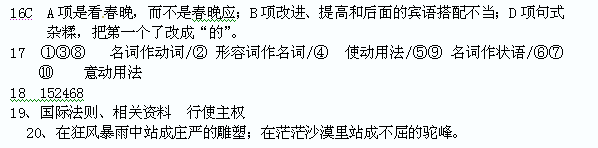 16C  A项是看春晚，而不是春晚应；B项改进、提高和后面的宾语搭配不当；D项句式
杂糅，把第一个了改成“的”。
17  ①③⑧   名词作动词/② 形容词作名词/④  使动用法/⑤⑨ 名词作状语/⑥⑦
⑩  意动用法
18  152468
19、国际法则、相关资料  行使主权
20、在狂风暴雨中站成庄严的雕塑；在茫茫沙漠里站成不屈的驼峰。